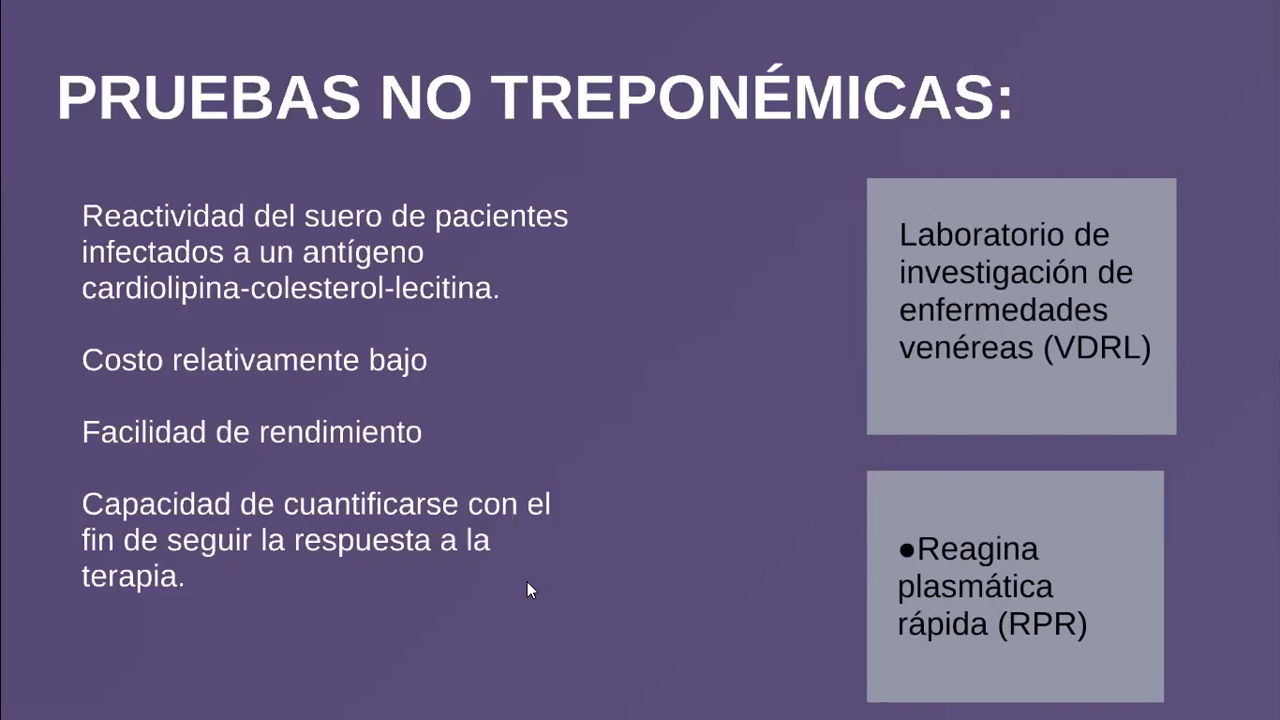 PRUEBAS NO TREPONÉMICAS:
Reactividad del suero de pacientes
infectados a un antígeno
cardiolipina-colesterol-lecitina.
Costo relativamente bajo
Facilidad de rendimiento
Capacidad de cuantificarse con el
fin de seguir la respuesta a la
terapia.
Laboratorio de
investigación de
enfermedades
venéreas (VDRL)
●Reagina
plasmática
rápida (RPR)